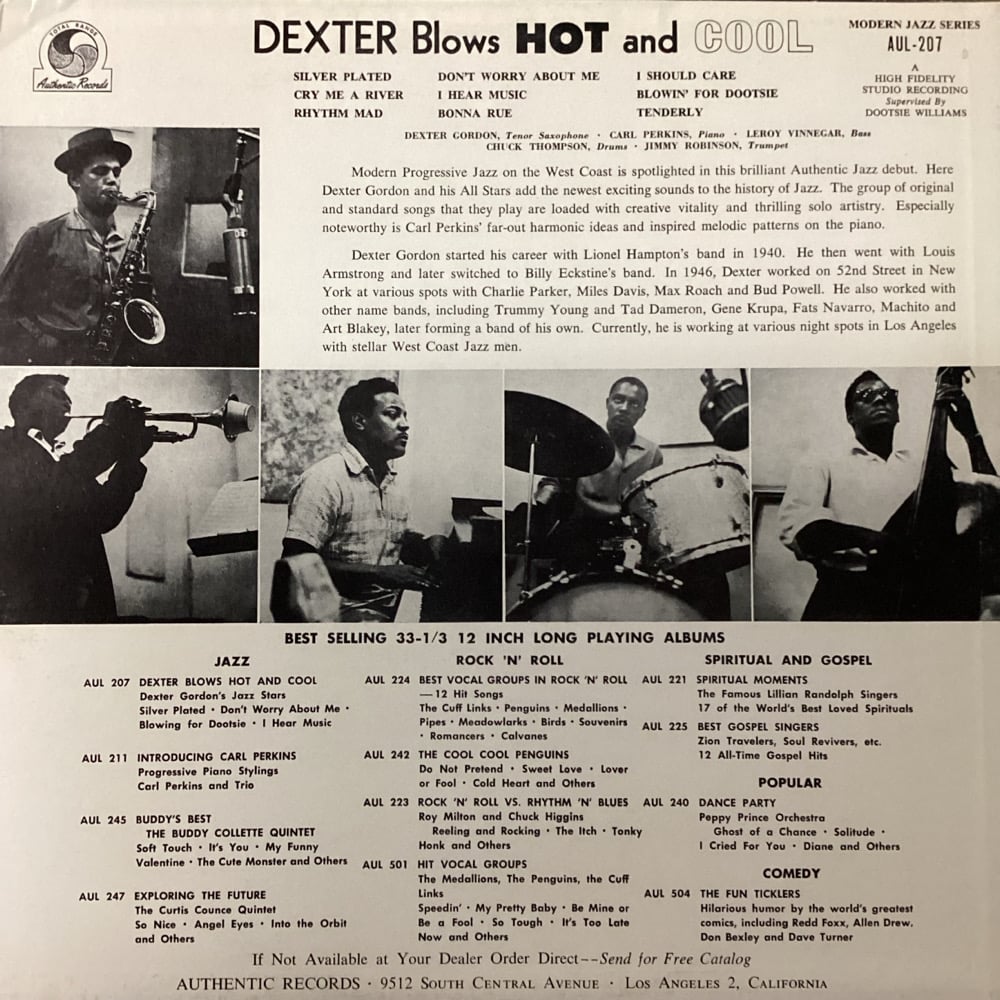 TOTAL RANGE
Authentic Records
DEXTER Blows HOT and COOL
MODERN JAZZ SERIES
AUL-207
A
HIGH FIDELITY
STUDIO RECORDING
Supervised By
DOOTSIE WILLIAMS
SILVER PLATED
CRY ME A RIVER
RHYTHM MAD
DON'T WORRY ABOUT ME
I HEAR MUSIC
BONNA RUE
I SHOULD CARE
BLOWIN' FOR DOOTSIE
TENDERLY
DEXTER GORDON, Tenor Saxophone · CARL PERKINS, Piano · LEROY VINNEGAR, Bass
CHUCK THOMPSON, Drums · JIMMY ROBINSON, Trumpet
Modern Progressive Jazz on the West Coast is spotlighted in this brilliant Authentic Jazz debut. Here
Dexter Gordon and his All Stars add the newest exciting sounds to the history of Jazz. The group of original
and standard songs that they play are loaded with creative vitality and thrilling solo artistry. Especially
noteworthy is Carl Perkins' far-out harmonic ideas and inspired melodic patterns on the piano.
Dexter Gordon started his career with Lionel Hampton's band in 1940. He then went with Louis
Armstrong and later switched to Billy Eckstine's band. In 1946, Dexter worked on 52nd Street in New
York at various spots with Charlie Parker, Miles Davis, Max Roach and Bud Powell. He also worked with
other name bands, including Trummy Young and Tad Dameron, Gene Krupa, Fats Navarro, Machito and
Art Blakey, later forming a band of his own. Currently, he is working at various night spots in Los Angeles
with stellar West Coast Jazz men.
BEST SELLING 33-1/3 12 INCH LONG PLAYING ALBUMS
JAZZ
AUL 207 DEXTER BLOWS HOT AND COOL
Dexter Gordon's Jazz Stars
Silver Plated · Don't Worry About Me ·
Blowing for Dootsie · I Hear Music
AUL 211 INTRODUCING CARL PERKINS
Progressive Piano Stylings
Carl Perkins and Trio
AUL 245 BUDDY'S BEST
THE BUDDY COLLETTE QUINTET
Soft Touch · It's You · My Funny
Valentine · The Cute Monster and Others
AUL 247 EXPLORING THE FUTURE
The Curtis Counce Quintet
So Nice · Angel Eyes · Into the Orbit
and Others
ROCK 'N' ROLL
AUL 224 BEST VOCAL GROUPS IN ROCK 'N' ROLL
—12 Hit Songs
The Cuff Links · Penguins · Medallions ·
Pipes · Meadowlarks · Birds · Souvenirs
· Romancers · Calvanes
AUL 242 THE COOL COOL PENGUINS
Do Not Pretend · Sweet Love · Lover
or Fool · Cold Heart and Others
AUL 223 ROCK 'N' ROLL VS. RHYTHM 'N' BLUES
Roy Milton and Chuck Higgins
Reeling and Rocking · The Itch · Tonky
Honk and Others
AUL 501 HIT VOCAL GROUPS
The Medallions, The Penguins, the Cuff
Links
Speedin' · My Pretty Baby · Be Mine or
Be a Fool · So Tough · It's Too Late
Now and Others
SPIRITUAL AND GOSPEL
AUL 221 SPIRITUAL MOMENTS
The Famous Lillian Randolph Singers
17 of the World's Best Loved Spirituals
AUL 225 BEST GOSPEL SINGERS
Zion Travelers, Soul Revivers, etc.
12 All-Time Gospel Hits
POPULAR
AUL 240 DANCE PARTY
Peppy Prince Orchestra
Ghost of a Chance · Solitude ·
I Cried For You · Diane and Others
COMEDY
AUL 504 THE FUN TICKLERS
Hilarious humor by the world's greatest
comics, including Redd Foxx, Allen Drew,
Don Bexley and Dave Turner
If Not Available at Your Dealer Order Direct--Send for Free Catalog
AUTHENTIC RECORDS · 9512 SOUTH CENTRAL AVENUE · LOS ANGELES 2, CALIFORNIA